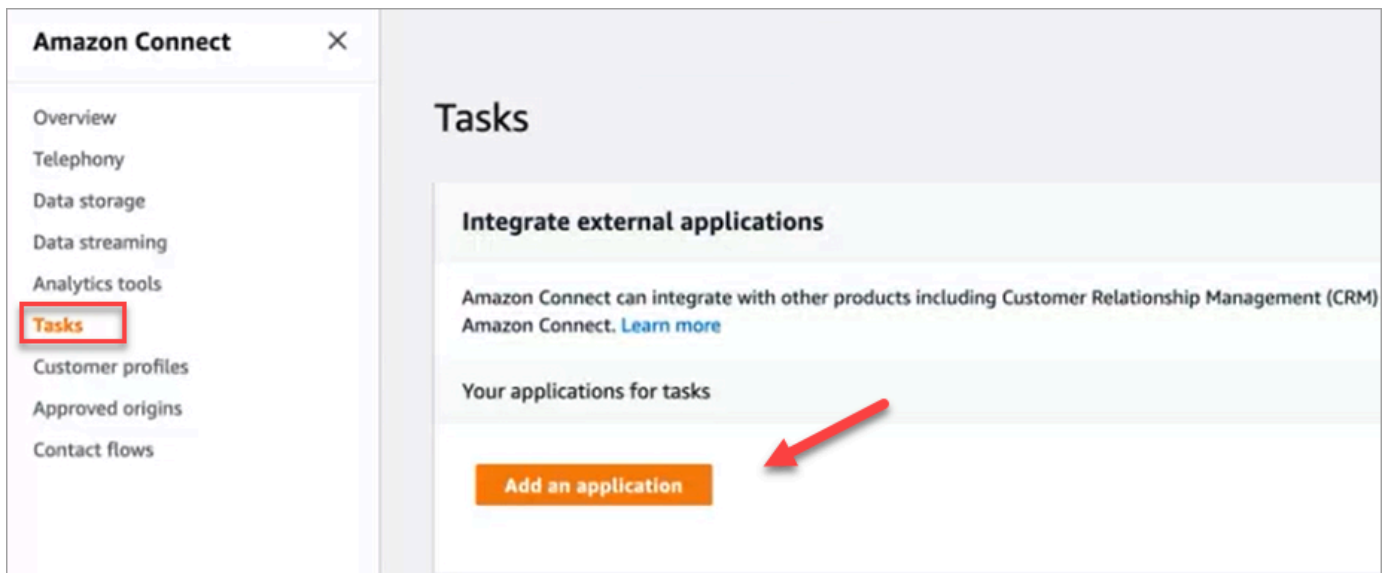 Amazon Connect
Overview
Telephony
Data storage
Data streaming
Analytics tools
Tasks
Customer profiles
Approved origins
Contact flows
Tasks
Integrate external applications
Amazon Connect can integrate with other products including Customer Relationship Management (CRM)
Amazon Connect. Learn more
Your applications for tasks
Add an application